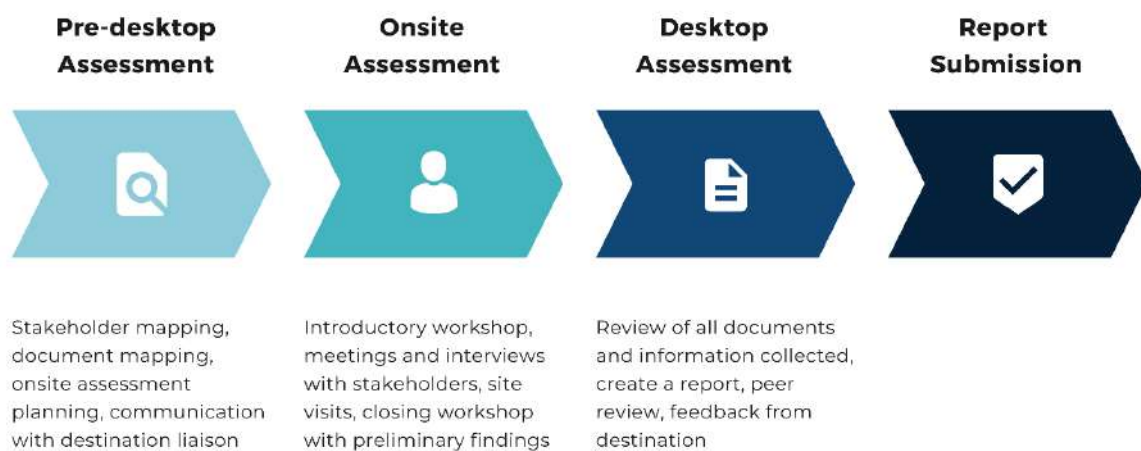 Pre-desktop
Assessment
Onsite
Assessment
Desktop
Assessment
Report
Submission
Stakeholder mapping,
document mapping,
onsite assessment
planning, communication
with destination liaison
Introductory workshop,
meetings and interviews
with stakeholders, site
visits, closing workshop
with preliminary findings
Review of all documents
and information collected,
create a report, peer
review, feedback from
destination